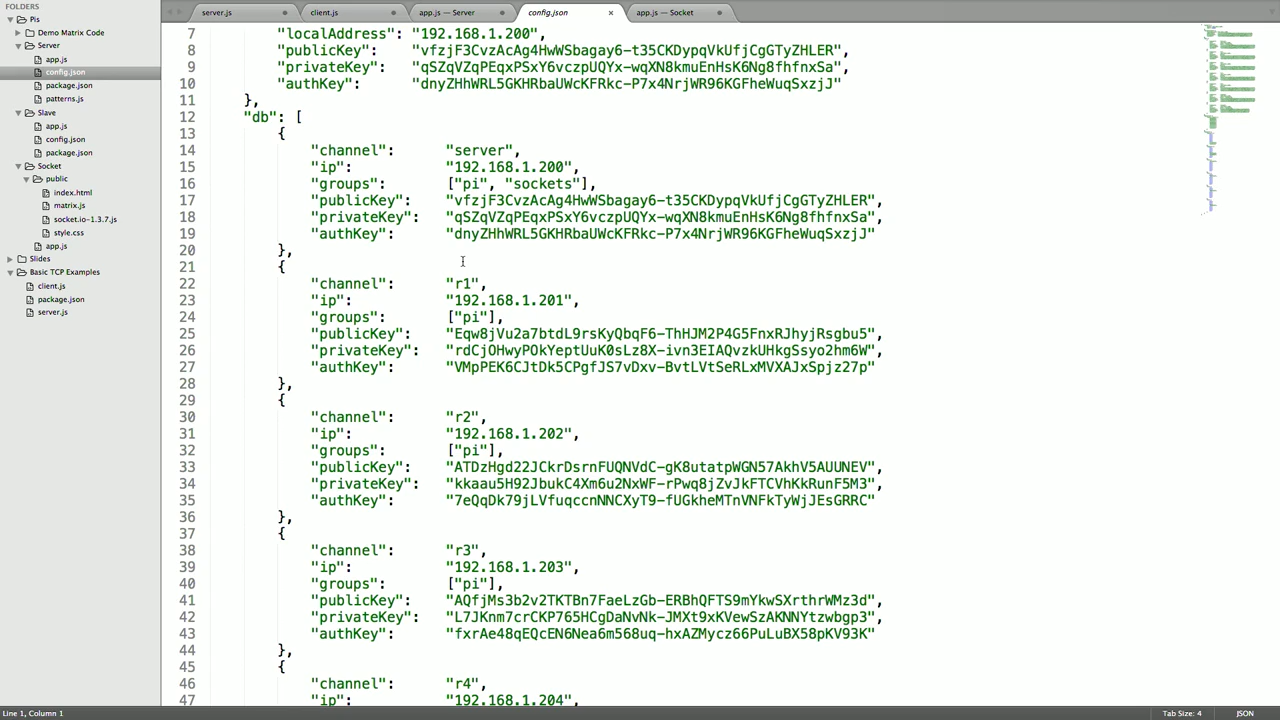 FOLDERS
Pis
Demo Matrix Code
Server
app.js
config.json
package.json
patterns.js
Slave
app.js
config.json
package.json
Socket
public
index.html
matrix.js
socket.io-1.3.7.js
style.css
app.js
Slides
Basic TCP Examples
client.js
package.json
server.js
server.js
client.js
app.js — Server
config.json
app.js — Socket
7 "localAddress": "192.168.1.200",
8 "publicKey": "vfzjF3CvzAcAg4HwWSbagay6-t35CKDypqVkUfjCgGTyZHLER",
9 "privateKey": "qSZqVZqPEqxPSxY6vczpUQYx-wqXN8kmuEnHsK6Ng8fhfnxSa",
10 "authKey": "dnyZHhWRL5GKHRbaUWcKFRkc-P7x4NrjWR96KGFheWuqSxzjJ"
11 },
12 "db": [
13 {
14 "channel": "server",
15 "ip": "192.168.1.200",
16 "groups": ["pi", "sockets"],
17 "publicKey": "vfzjF3CvzAcAg4HwWSbagay6-t35CKDypqVkUfjCgGTyZHLER",
18 "privateKey": "qSZqVZqPEqxPSxY6vczpUQYx-wqXN8kmuEnHsK6Ng8fhfnxSa",
19 "authKey": "dnyZHhWRL5GKHRbaUWcKFRkc-P7x4NrjWR96KGFheWuqSxzjJ"
20 },
21 {
22 "channel": "r1",
23 "ip": "192.168.1.201",
24 "groups": ["pi"],
25 "publicKey": "Eqw8jVu2a7btdL9rsKyQbqF6-ThHJM2P4G5FnxRJhyjRsgbu5",
26 "privateKey": "rdCjOHwyPOkYeptUuK0sLz8X-ivn3EIAQvzkUHkgSsyo2hm6W",
27 "authKey": "VMpPEK6CJtDk5CPgfJS7vDxv-BvtLVtSeRLxMVXAJxSpjz27p"
28 },
29 {
30 "channel": "r2",
31 "ip": "192.168.1.202",
32 "groups": ["pi"],
33 "publicKey": "ATDzHgd22JCkrDsrnFUQNVdC-gK8utatpWGN57AkhV5AUUNEV",
34 "privateKey": "kkaau5H92JbukC4Xm6u2NxWF-rPwq8jZvJkFTCVhKkRunF5M3",
35 "authKey": "7eQqDk79jLVfuqccnNNCXyT9-fUGkheMTnVNFkTyWjJEsGRRC"
36 },
37 {
38 "channel": "r3",
39 "ip": "192.168.1.203",
40 "groups": ["pi"],
41 "publicKey": "AQfjMs3b2v2TKTBn7FaeLzGb-ERBhQFTS9mYkwSXrthrWMz3d",
42 "privateKey": "L7JKnm7crCKP765HCgDaNvNk-JMXt9xKVewSzAKNNYtzwbgp3",
43 "authKey": "fxrAe48qEQcEN6Nea6m568uq-hxAZMycz66PuLuBX58pKV93K"
44 },
45 {
46 "channel": "r4",
47 "ip": "192.168.1.204",
Line 1, Column 1
Tab Size: 4
JSON